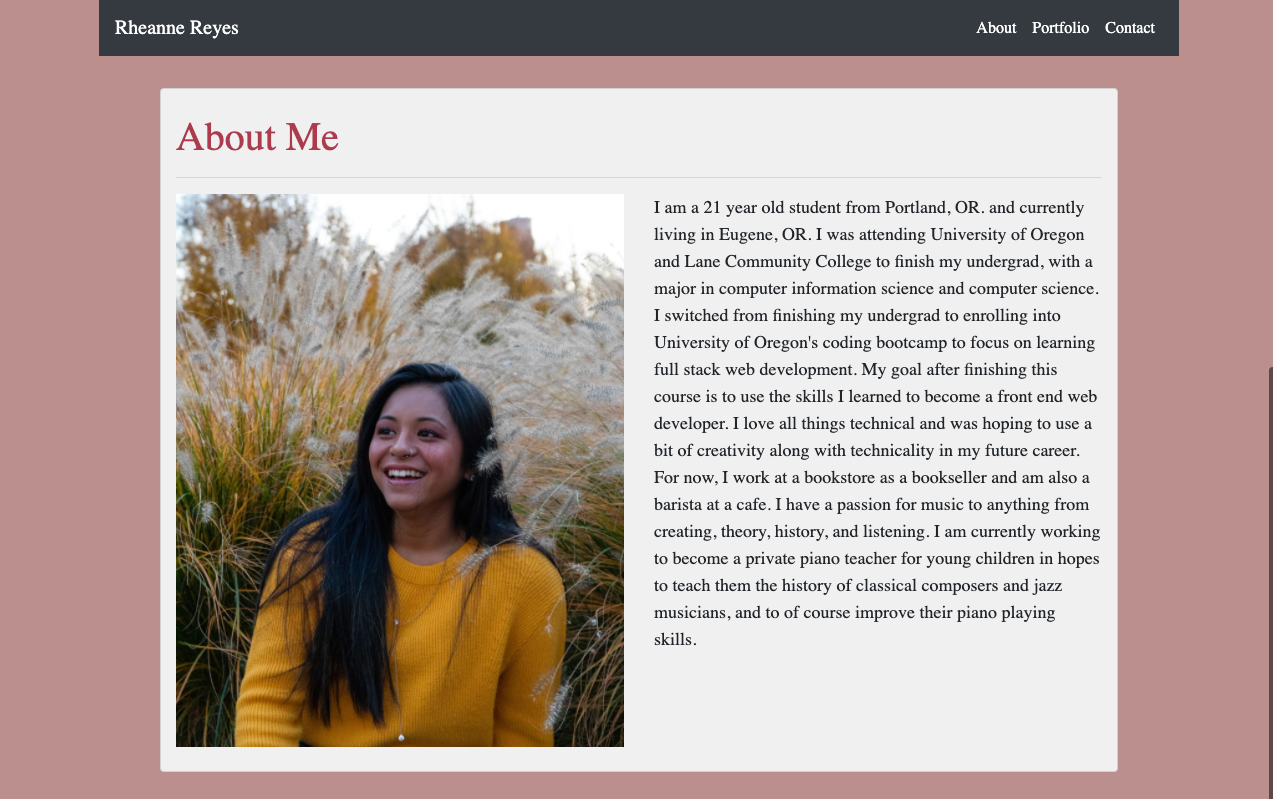 Rheanne Reyes
About Portfolio Contact
About Me
I am a 21 year old student from Portland, OR. and currently
living in Eugene, OR. I was attending University of Oregon
and Lane Community College to finish my undergrad, with a
major in computer information science and computer science.
I switched from finishing my undergrad to enrolling into
University of Oregon's coding bootcamp to focus on learning
full stack web development. My goal after finishing this
course is to use the skills I learned to become a front end web
developer. I love all things technical and was hoping to use a
bit of creativity along with technicality in my future career.
For now, I work at a bookstore as a bookseller and am also a
barista at a cafe. I have a passion for music to anything from
creating, theory, history, and listening. I am currently working
to become a private piano teacher for young children in hopes
to teach them the history of classical composers and jazz
musicians, and to of course improve their piano playing
skills.